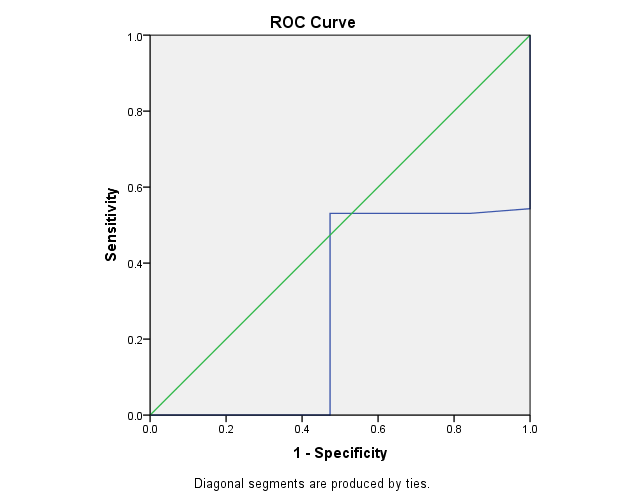 ROC Curve
1.0
0.8
0.6
0.4
0.2
0.0
Sensitivity
0.0 0.2 0.4 0.6 0.8 1.0
1 - Specificity
Diagonal segments are produced by ties.